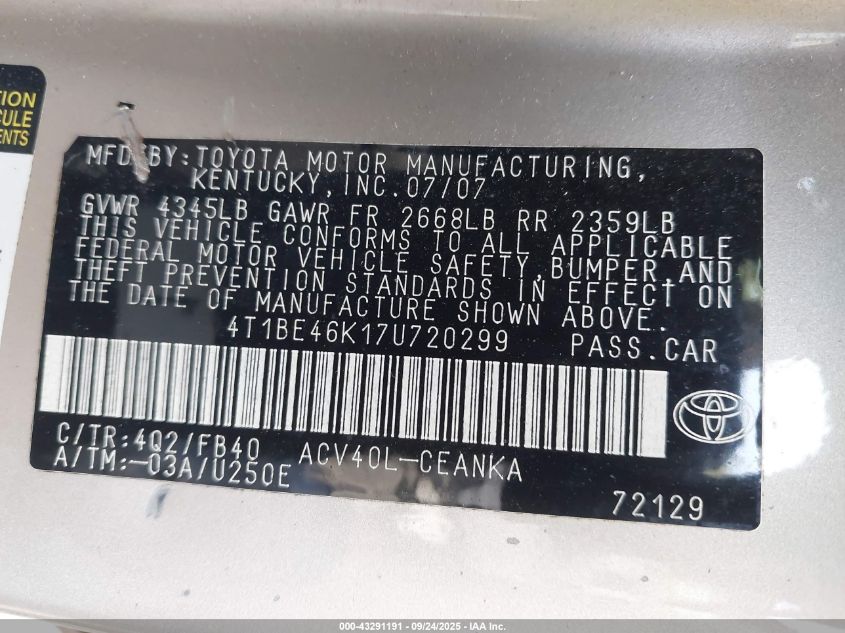 TION
CULE
ENTS
MFD. BY: TOYOTA MOTOR MANUFACTURING,
KENTUCKY, INC. 07/07
GVWR 4345LB GAWR FR 2668LB RR 2359LB
THIS VEHICLE CONFORMS TO ALL APPLICABLE
FEDERAL MOTOR VEHICLE SAFETY, BUMPER, AND
THEFT PREVENTION STANDARDS IN EFFECT ON
THE DATE OF MANUFACTURE SHOWN ABOVE.
4T1BE46K17U720299 PASS.CAR
C/TR:4Q2/FB40 ACV40L-CEANKA
A/TM:-03A/U250E
72129
000-43291191 - 09/24/2025 - IAA Inc.